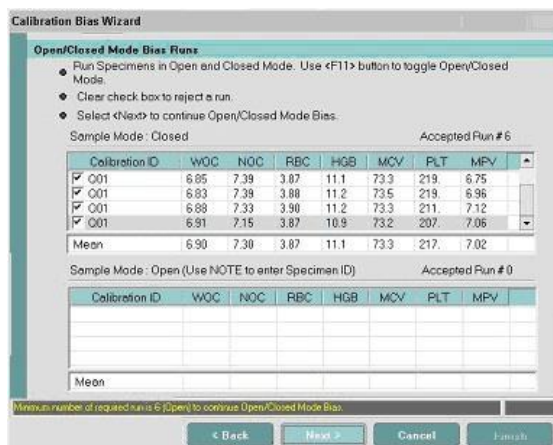 Calibration Bias Wizard
Open/Closed Mode Bias Runs
Run Specimens in Open and Closed Mode. Use <F11> button to toggle Open/Closed
Mode.
Clear check box to reject a run.
Select <Next> to continue Open/Closed Mode Bias.
Sample Mode : Closed Accepted Run # 6
Calibration ID WOC NOC RBC HGB MCV PLT MPV
Q01 6.85 7.39 3.87 11.1 73.3 219. 6.75
Q01 6.83 7.39 3.88 11.2 73.5 219. 6.96
Q01 6.88 7.33 3.90 11.2 73.3 211. 7.12
Q01 6.91 7.15 3.87 10.9 73.2 207. 7.06
Mean 6.90 7.30 3.87 11.1 73.3 217. 7.02
Sample Mode : Open (Use NOTE to enter Specimen ID) Accepted Run # 0
Calibration ID WOC NOC RBC HGB MCV PLT MPV
Mean
Minimum number of required run is 6 (Open) to continue Open/Closed Mode Bias.
< Back Next > Cancel Finish